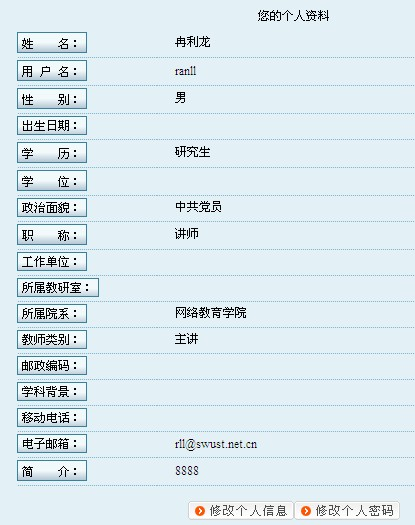 您的个人资料
姓 名： 冉利龙
用 户 名： ranll
性 别： 男
出生日期：
学 历： 研究生
学 位：
政治面貌： 中共党员
职 称： 讲师
工作单位：
所属教研室：
所属院系： 网络教育学院
教师类别： 主讲
邮政编码：
学科背景：
移动电话：
电子邮箱： rll@swust.net.cn
简 介： 8888
修改个人信息 修改个人密码